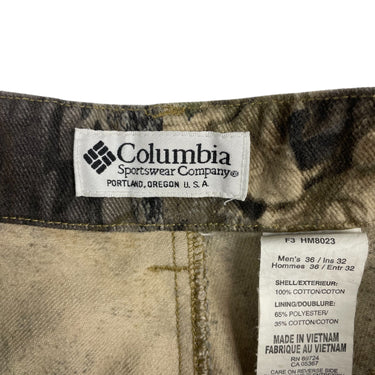 Columbia
Sportswear Company®
PORTLAND, OREGON U.S.A.
F3 HM8023
Men's 36 / Ins 32
Hommes 36 / Entr 32
SHELL/EXTERIEUR:
100% COTTON/COTON
LINING/DOUBLURE:
65% POLYESTER/
35% COTTON/COTON
MADE IN VIETNAM
FABRIQUE AU VIETNAM
RN 69724
CA 05367
CARE ON REVERSE SIDE